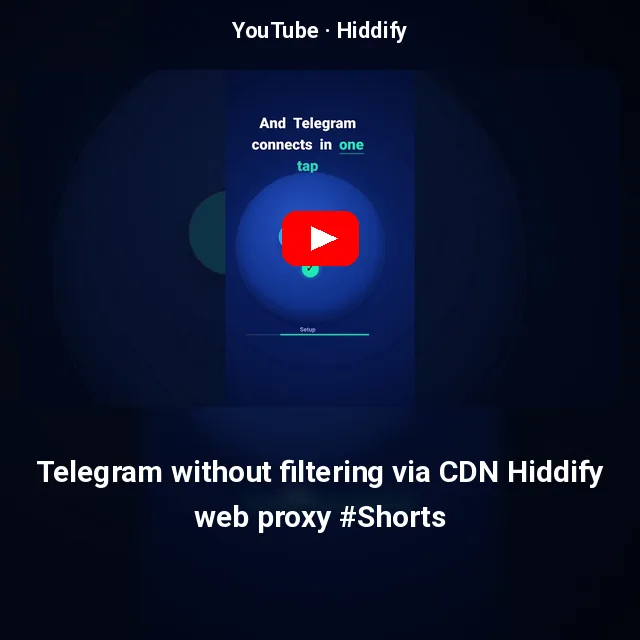 YouTube · Hiddify
And Telegram
connects in one
tap
Setup
Telegram without filtering via CDN Hiddify
web proxy #Shorts